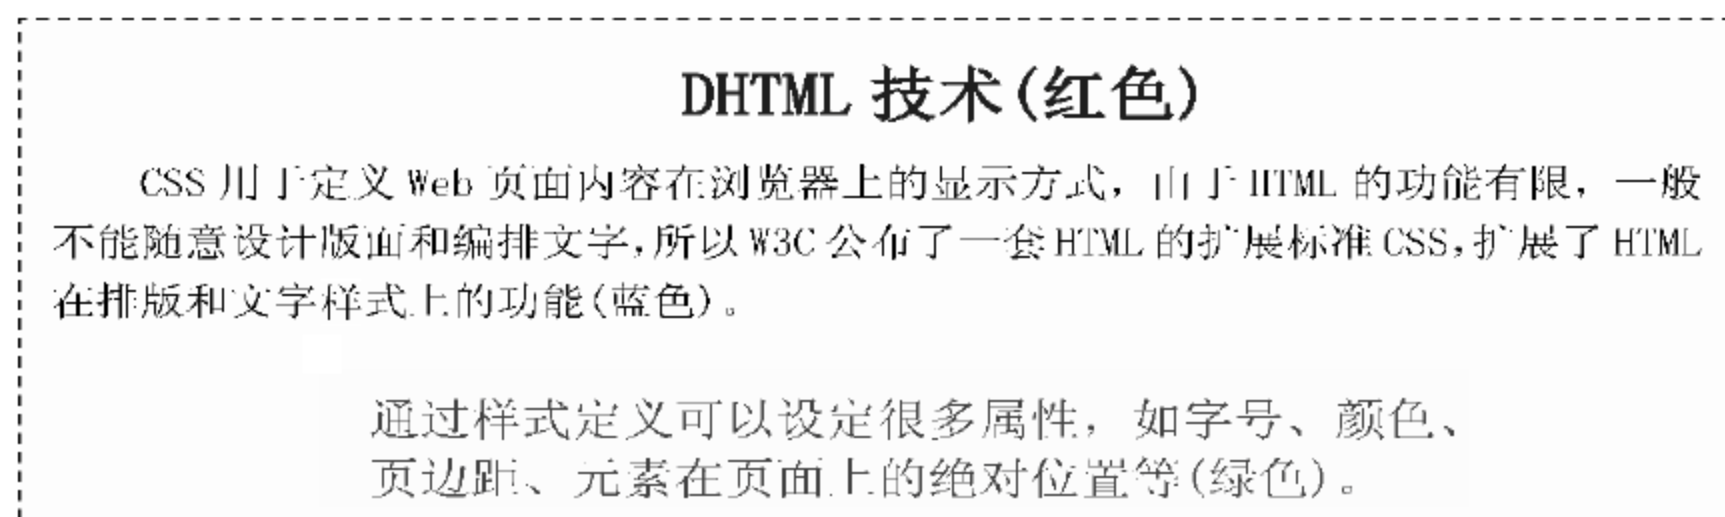 DHTML 技术(红色)
CSS 用于定义 Web 页面内容在浏览器上的显示方式，由于 HTML 的功能有限，一般
不能随意设计版面和编排文字,所以 W3C 公布了一套 HTML 的扩展标准 CSS,扩展了 HTML
在排版和文字样式上的功能(蓝色)。
通过样式定义可以设定很多属性，如字号、颜色、
页边距、元素在页面上的绝对位置等(绿色)。